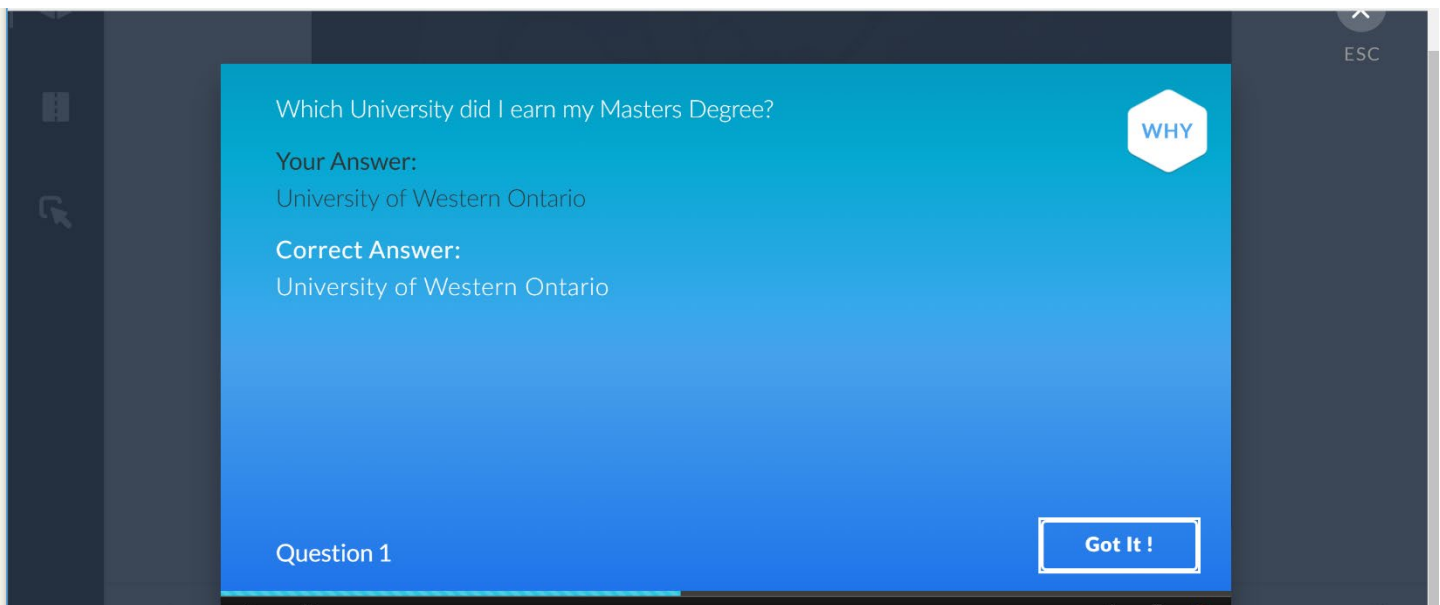 ESC
Which University did I earn my Masters Degree?
WHY
Your Answer:
University of Western Ontario
Correct Answer:
University of Western Ontario
Question 1
Got It !